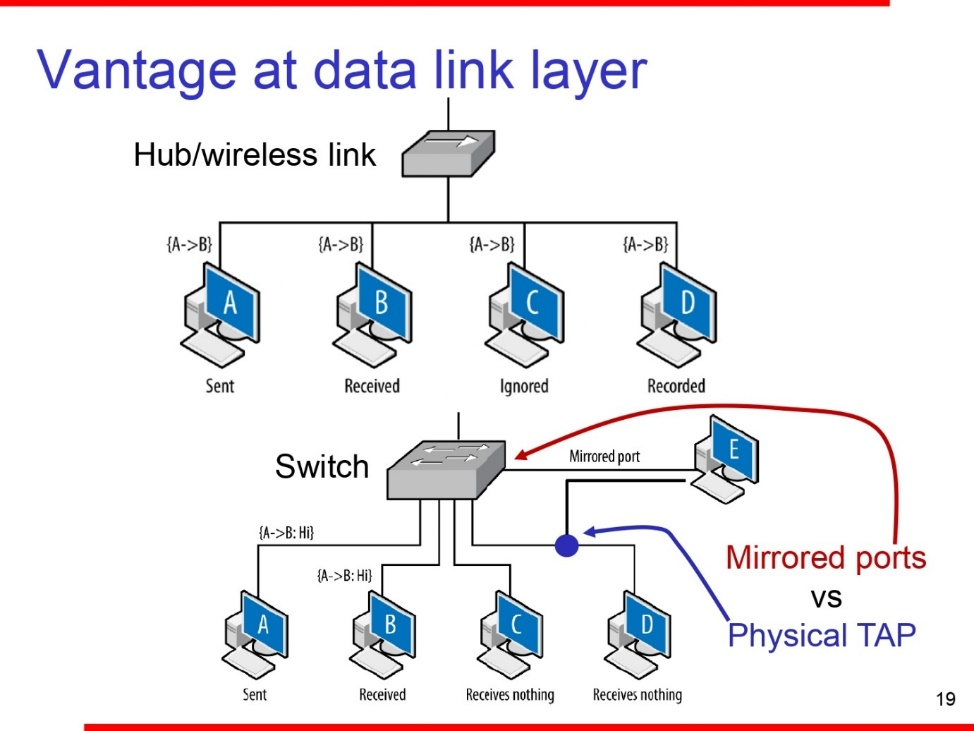 Vantage at data link layer
Hub/wireless link
{A->B}
{A->B}
{A->B}
{A->B}
A
B
C
D
Sent
Received
Ignored
Recorded
Switch
Mirrored port
E
{A->B: Hi}
{A->B: Hi}
Mirrored ports
vs
Physical TAP
A
B
C
D
Sent
Received
Receives nothing
Receives nothing
19